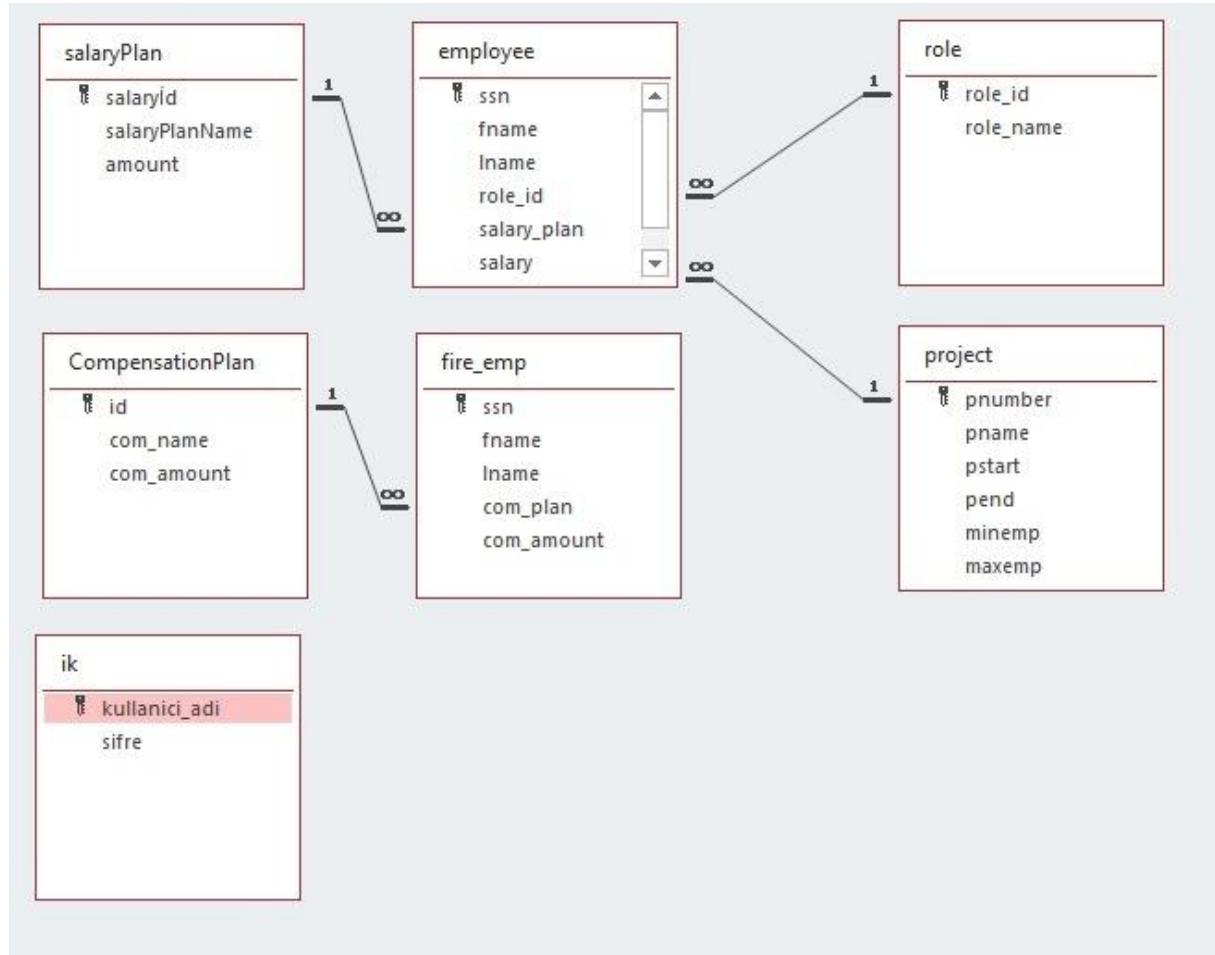 salaryPlan
salaryİd
salaryPlanName
amount
employee
ssn
fname
lname
role_id
salary_plan
salary
role
role_id
role_name
CompensationPlan
id
com_name
com_amount
fire_emp
ssn
fname
lname
com_plan
com_amount
project
pnumber
pname
pstart
pend
minemp
maxemp
ik
kullanici_adi
sifre
1
∞
1
∞
1
∞
1
∞